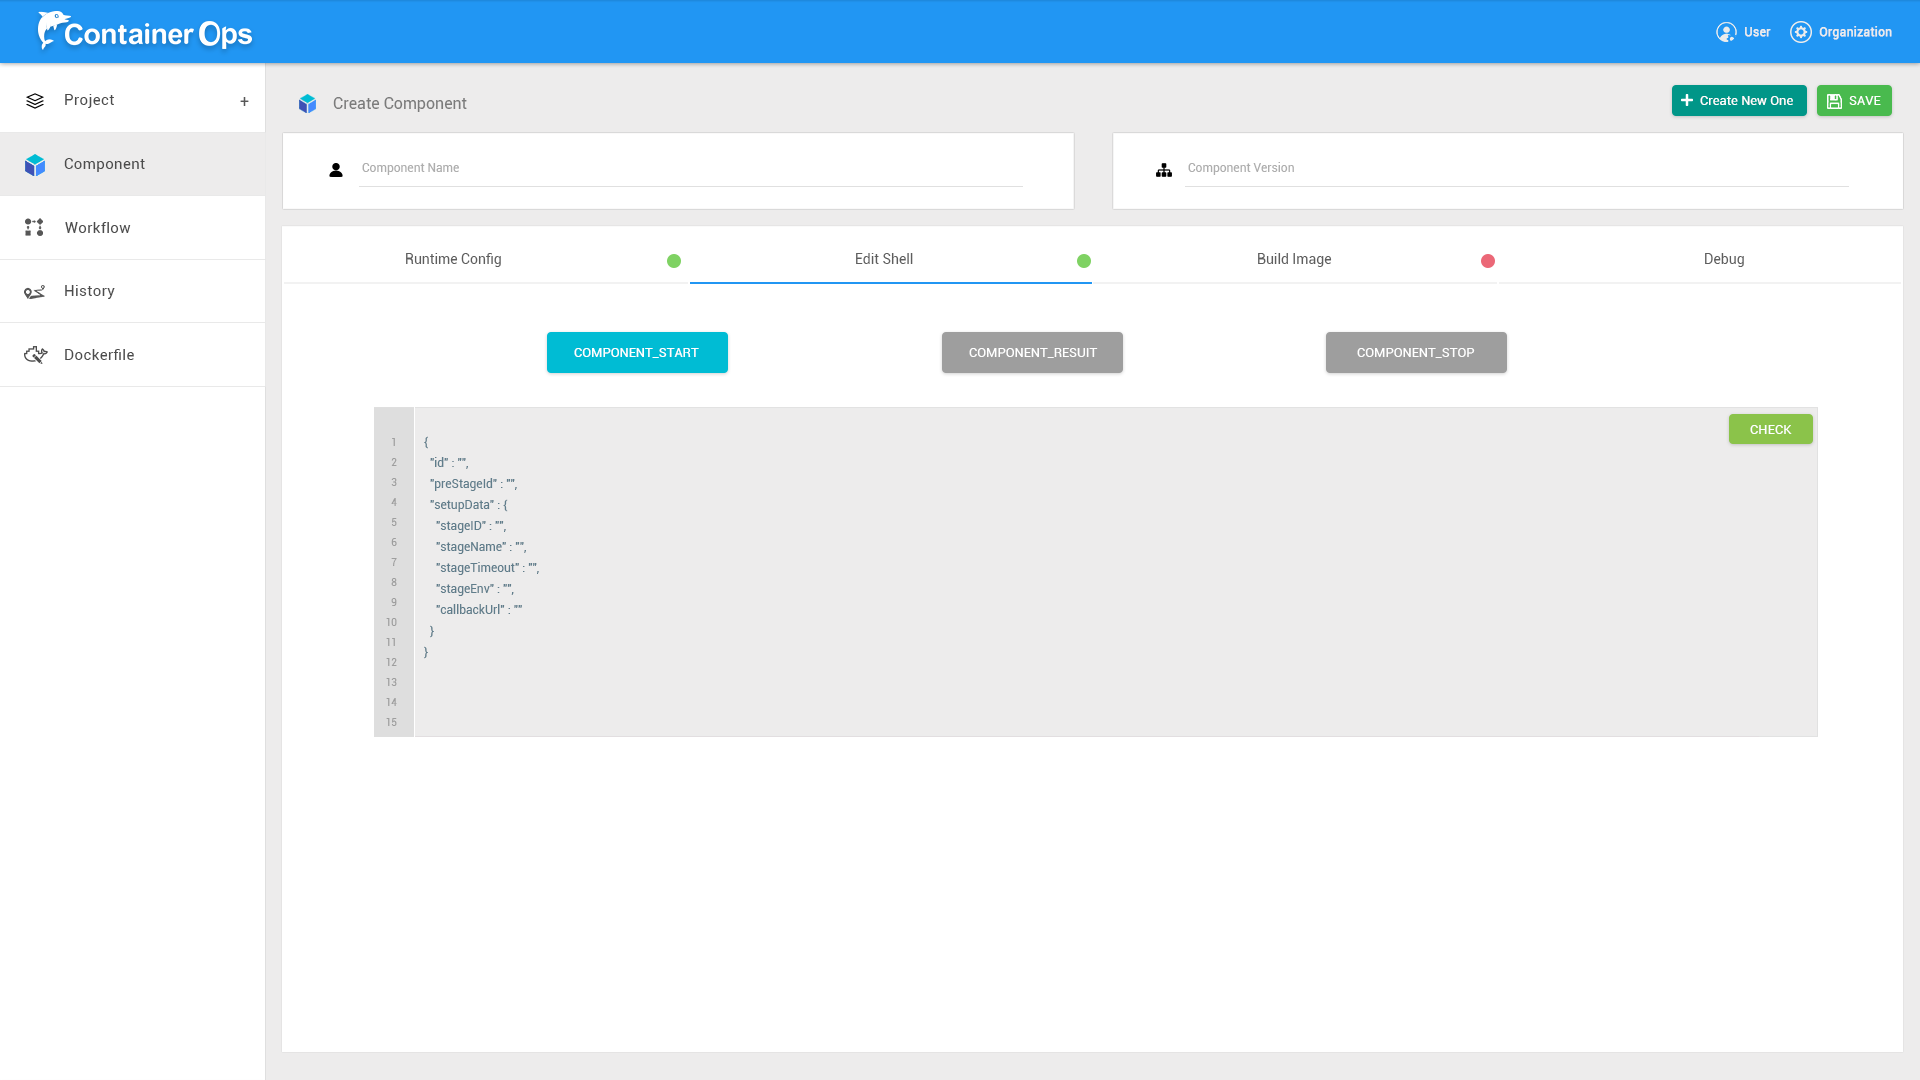 Container Ops
User
Organization
Project
+
Component
Workflow
History
Dockerfile
Create Component
Create New One
SAVE
Component Name
Component Version
Runtime Config
Edit Shell
Build Image
Debug
COMPONENT_START
COMPONENT_RESUIT
COMPONENT_STOP
CHECK
1 {
2 "id" : "",
3 "preStageId" : "",
4 "setupData" : {
5 "stageID" : "",
6 "stageName" : "",
7 "stageTimeout" : "",
8 "stageEnv" : "",
9 "callbackUrl" : ""
10 }
11 }
12
13
14
15